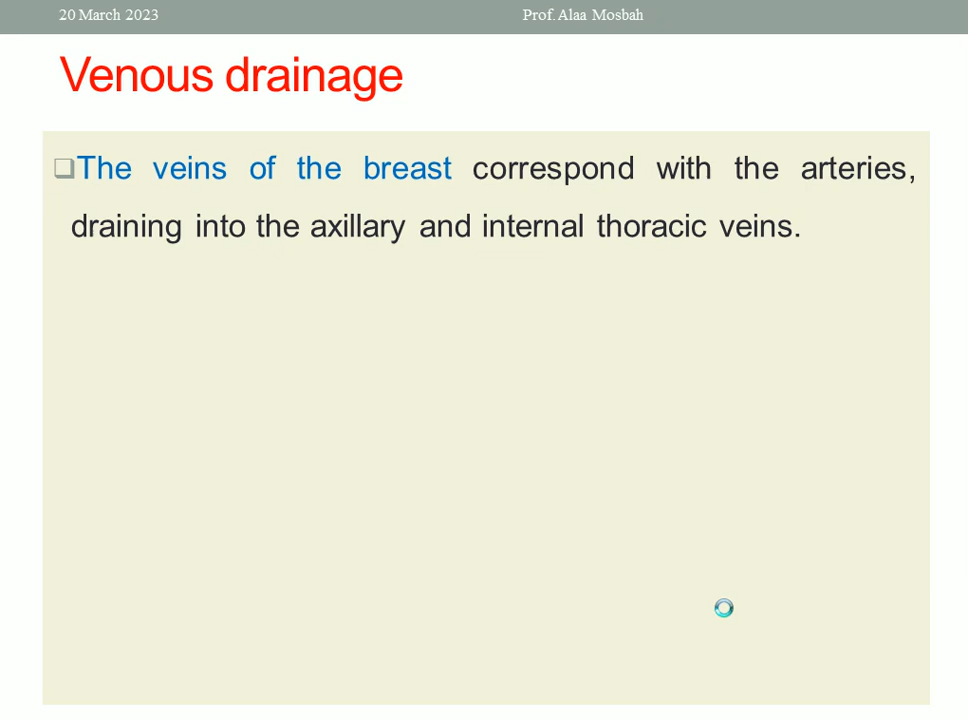 20 March 2023 Prof. Alaa Mosbah
Venous drainage
❑The veins of the breast correspond with the arteries,
draining into the axillary and internal thoracic veins.